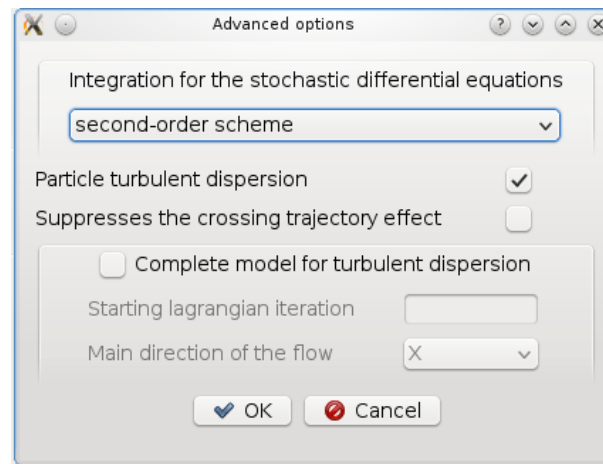 Advanced options
Integration for the stochastic differential equations
second-order scheme
Particle turbulent dispersion
Suppresses the crossing trajectory effect
Complete model for turbulent dispersion
Starting lagrangian iteration
Main direction of the flow X
OK Cancel